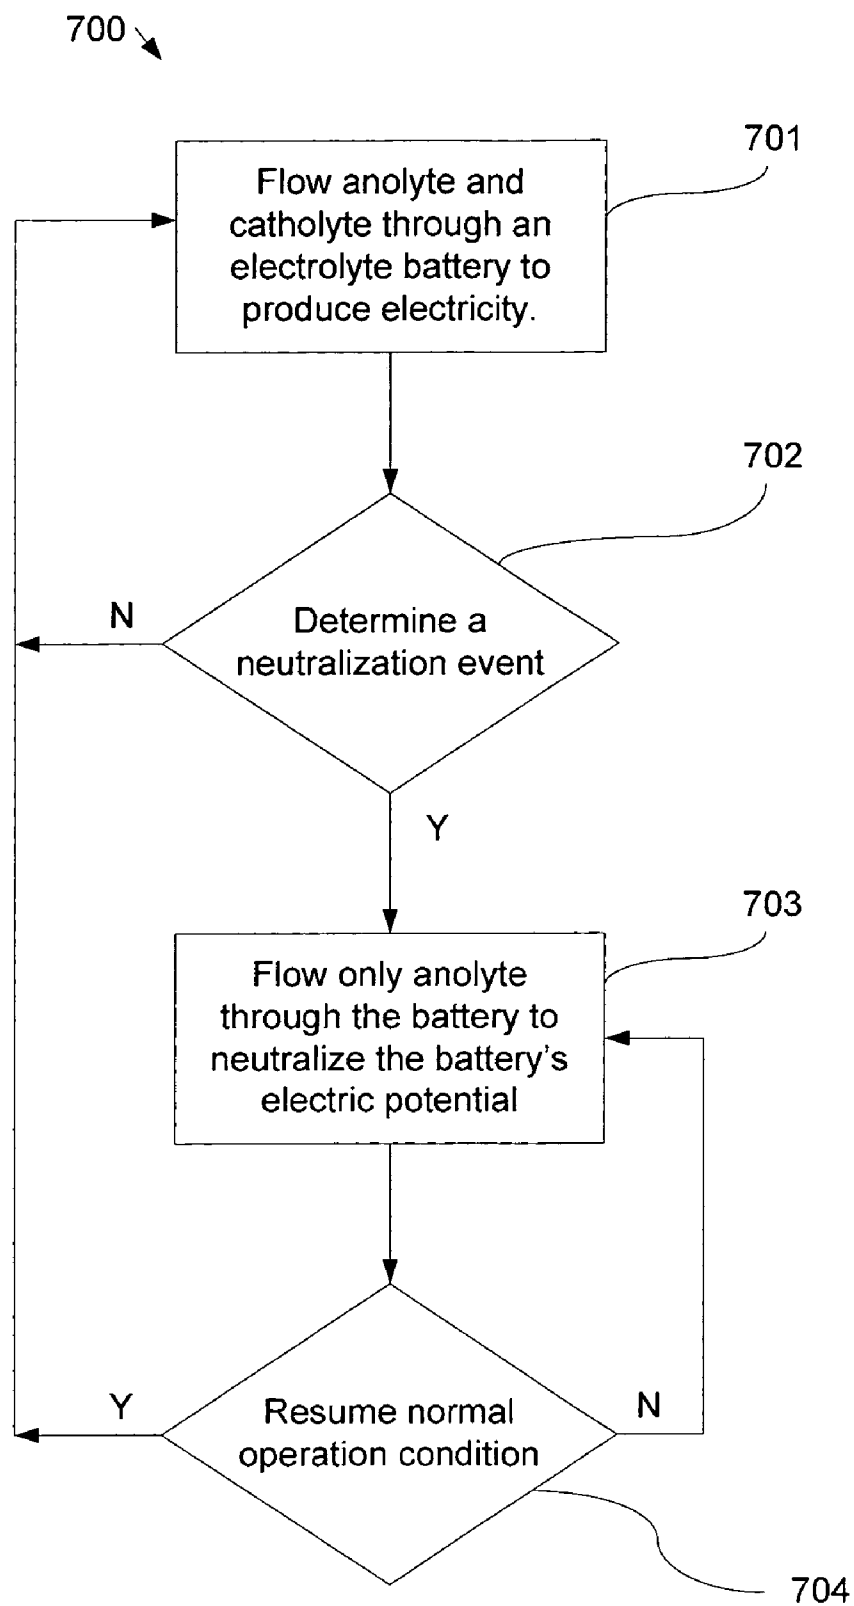 700
701
Flow anolyte and
catholyte through an
electrolyte battery to
produce electricity.
702
Determine a
neutralization event
N
Y
703
Flow only anolyte
through the battery to
neutralize the battery’s
electric potential
Y
Resume normal
operation condition
N
704